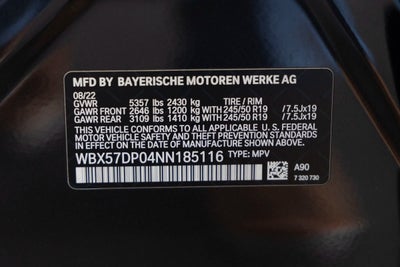 MFD BY BAYERISCHE MOTOREN WERKE AG
08/22
GVWR 5357 lbs 2430 kg TIRE / RIM
GAWR FRONT 2646 lbs 1200 kg WITH 245/50 R19 /7.5Jx19
GAWR REAR 3109 lbs 1410 kg WITH 245/50 R19 /7.5Jx19
THIS VEHICLE CONFORMS TO ALL APPLICABLE U.S. FEDERAL
MOTOR VEHICLE SAFETY AND THEFT PREVENTION STANDARDS
IN EFFECT ON THE DATE OF MANUFACTURE SHOWN ABOVE.
WBX57DP04NN185116 TYPE: MPV
A90
7 320 730